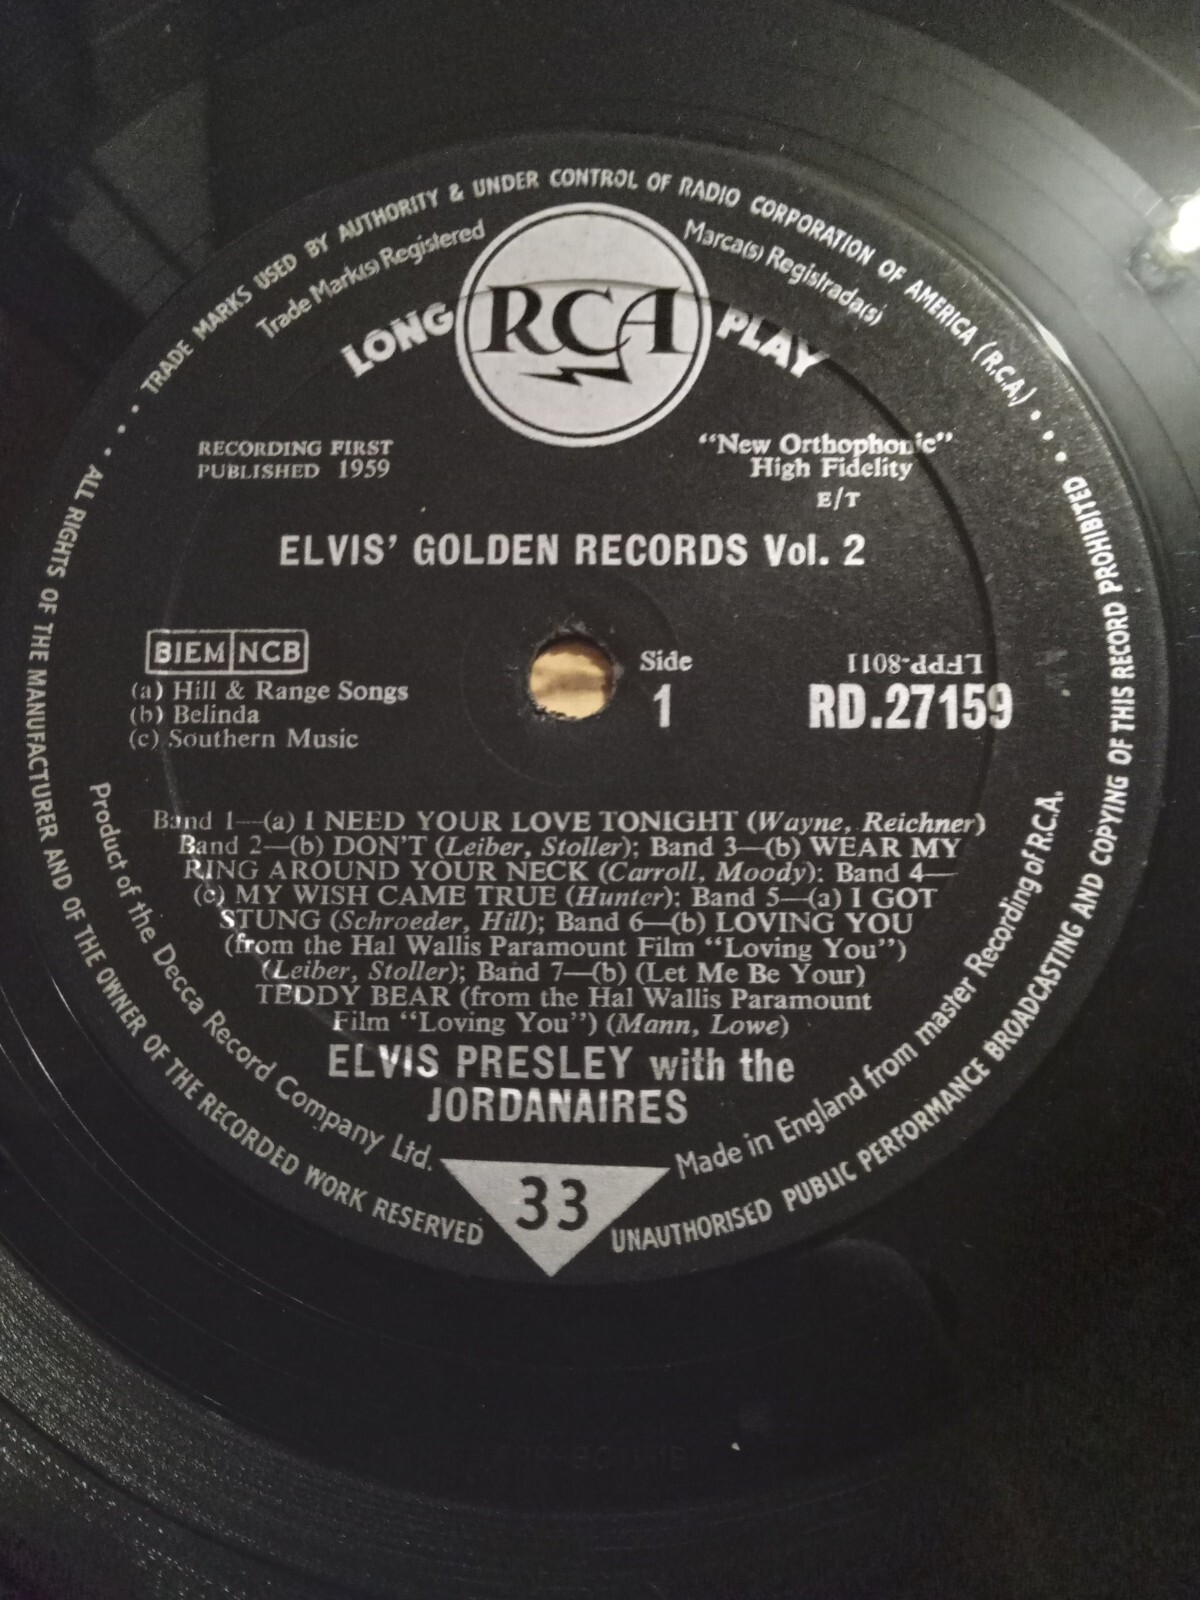 TRADE MARKS USED BY AUTHORITY & UNDER CONTROL OF RADIO CORPORATION OF AMERICA (R.C.A.)
Trade Mark(s) Registered
Marca(s) Registrada(s)
LONG RCA PLAY
RECORDING FIRST
PUBLISHED 1959
"New Orthophonic"
High Fidelity
E/T
ELVIS' GOLDEN RECORDS Vol. 2
BIEM NCB
(a) Hill & Range Songs
(b) Belinda
(c) Southern Music
Side
1
LFPP-8011
RD.27159
Band 1—(a) I NEED YOUR LOVE TONIGHT (Wayne, Reichner)
Band 2—(b) DON'T (Leiber, Stoller); Band 3—(b) WEAR MY
RING AROUND YOUR NECK (Carroll, Moody); Band 4—
(c) MY WISH CAME TRUE (Hunter); Band 5—(a) I GOT
STUNG (Schroeder, Hill); Band 6—(b) LOVING YOU
(from the Hal Wallis Paramount Film "Loving You")
(Leiber, Stoller); Band 7—(b) (Let Me Be Your)
TEDDY BEAR (from the Hal Wallis Paramount
Film "Loving You") (Mann, Lowe)
ELVIS PRESLEY with the
JORDANAIRES
33
Product of the Decca Record Company Ltd.
Made in England from master Recording of R.C.A.
ALL RIGHTS OF THE MANUFACTURER AND OF THE OWNER OF THE RECORDED WORK RESERVED
UNAUTHORISED PUBLIC PERFORMANCE BROADCASTING AND COPYING OF THIS RECORD PROHIBITED